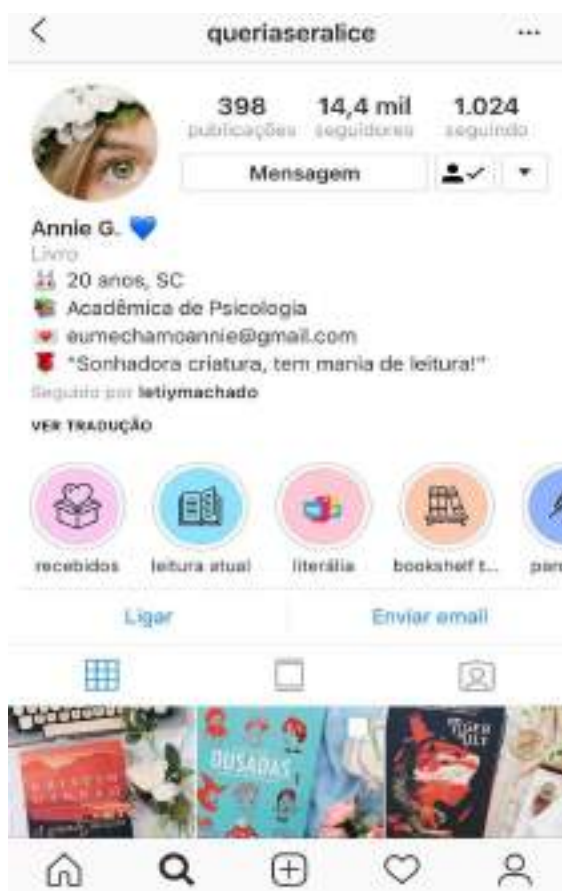 queriaseralice
398 14,4 mil 1.024
publicações seguidores seguindo
Mensagem
Annie G.
Livro
20 anos, SC
Acadêmica de Psicologia
eumechamoannie@gmail.com
"Sonhadora criatura, tem mania de leitura!"
Seguido por letiymachado
VER TRADUÇÃO
recebidos leitura atual literália bookshelf t... par
Ligar Enviar email
OUSADAS